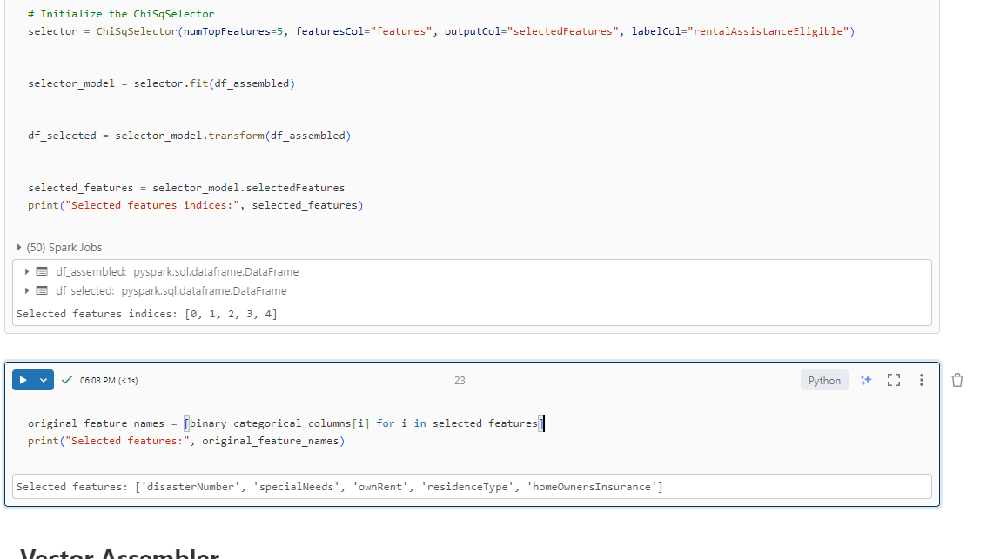 # Initialize the ChiSqSelector
selector = ChiSqSelector(numTopFeatures=5, featuresCol="features", outputCol="selectedFeatures", labelCol="rentalAssistanceEligible")
selector_model = selector.fit(df_assembled)
df_selected = selector_model.transform(df_assembled)
selected_features = selector_model.selectedFeatures
print("Selected features indices:", selected_features)
(50) Spark Jobs
df_assembled: pyspark.sql.dataframe.DataFrame
df_selected: pyspark.sql.dataframe.DataFrame
Selected features indices: [0, 1, 2, 3, 4]
06:08 PM (<1s)
23
Python
original_feature_names = [binary_categorical_columns[i] for i in selected_features]
print("Selected features:", original_feature_names)
Selected features: ['disasterNumber', 'specialNeeds', 'ownRent', 'residenceType', 'homeOwnersInsurance']
Vector Assembler